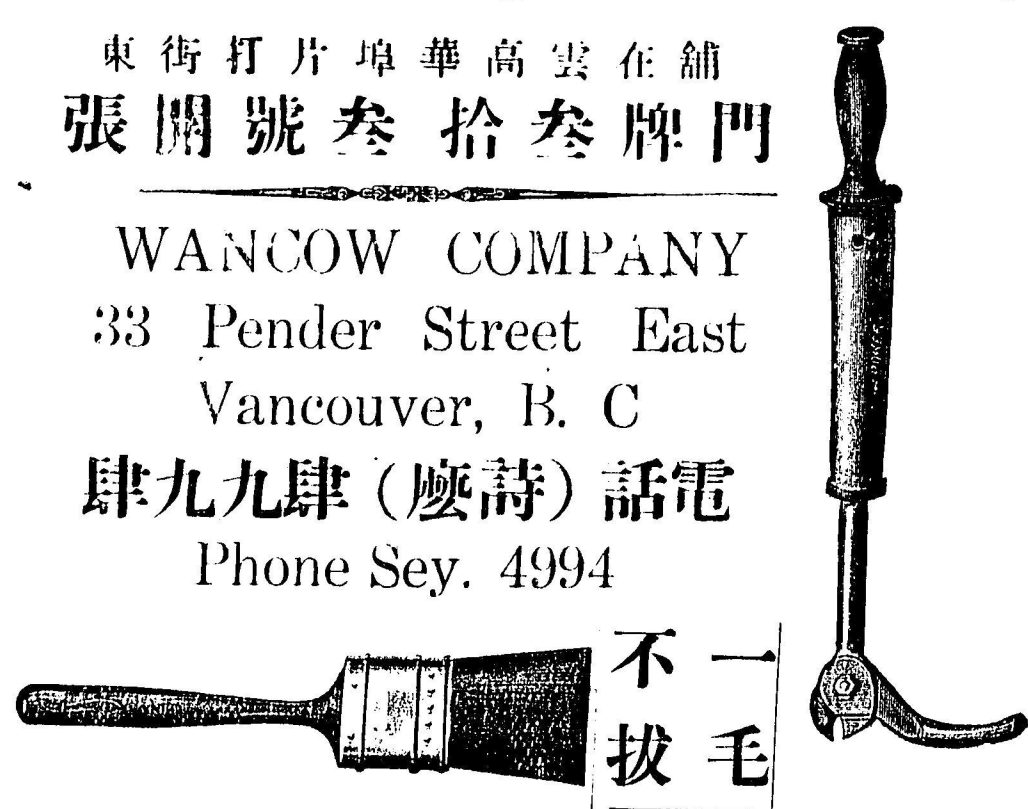 舖在雲高華埠片打街東
門牌叁拾叁號開張
WANCOW COMPANY
33 Pender Street East
Vancouver, B. C
電話（詩麽）肆九九肆
Phone Sey. 4994
一毛
不拔